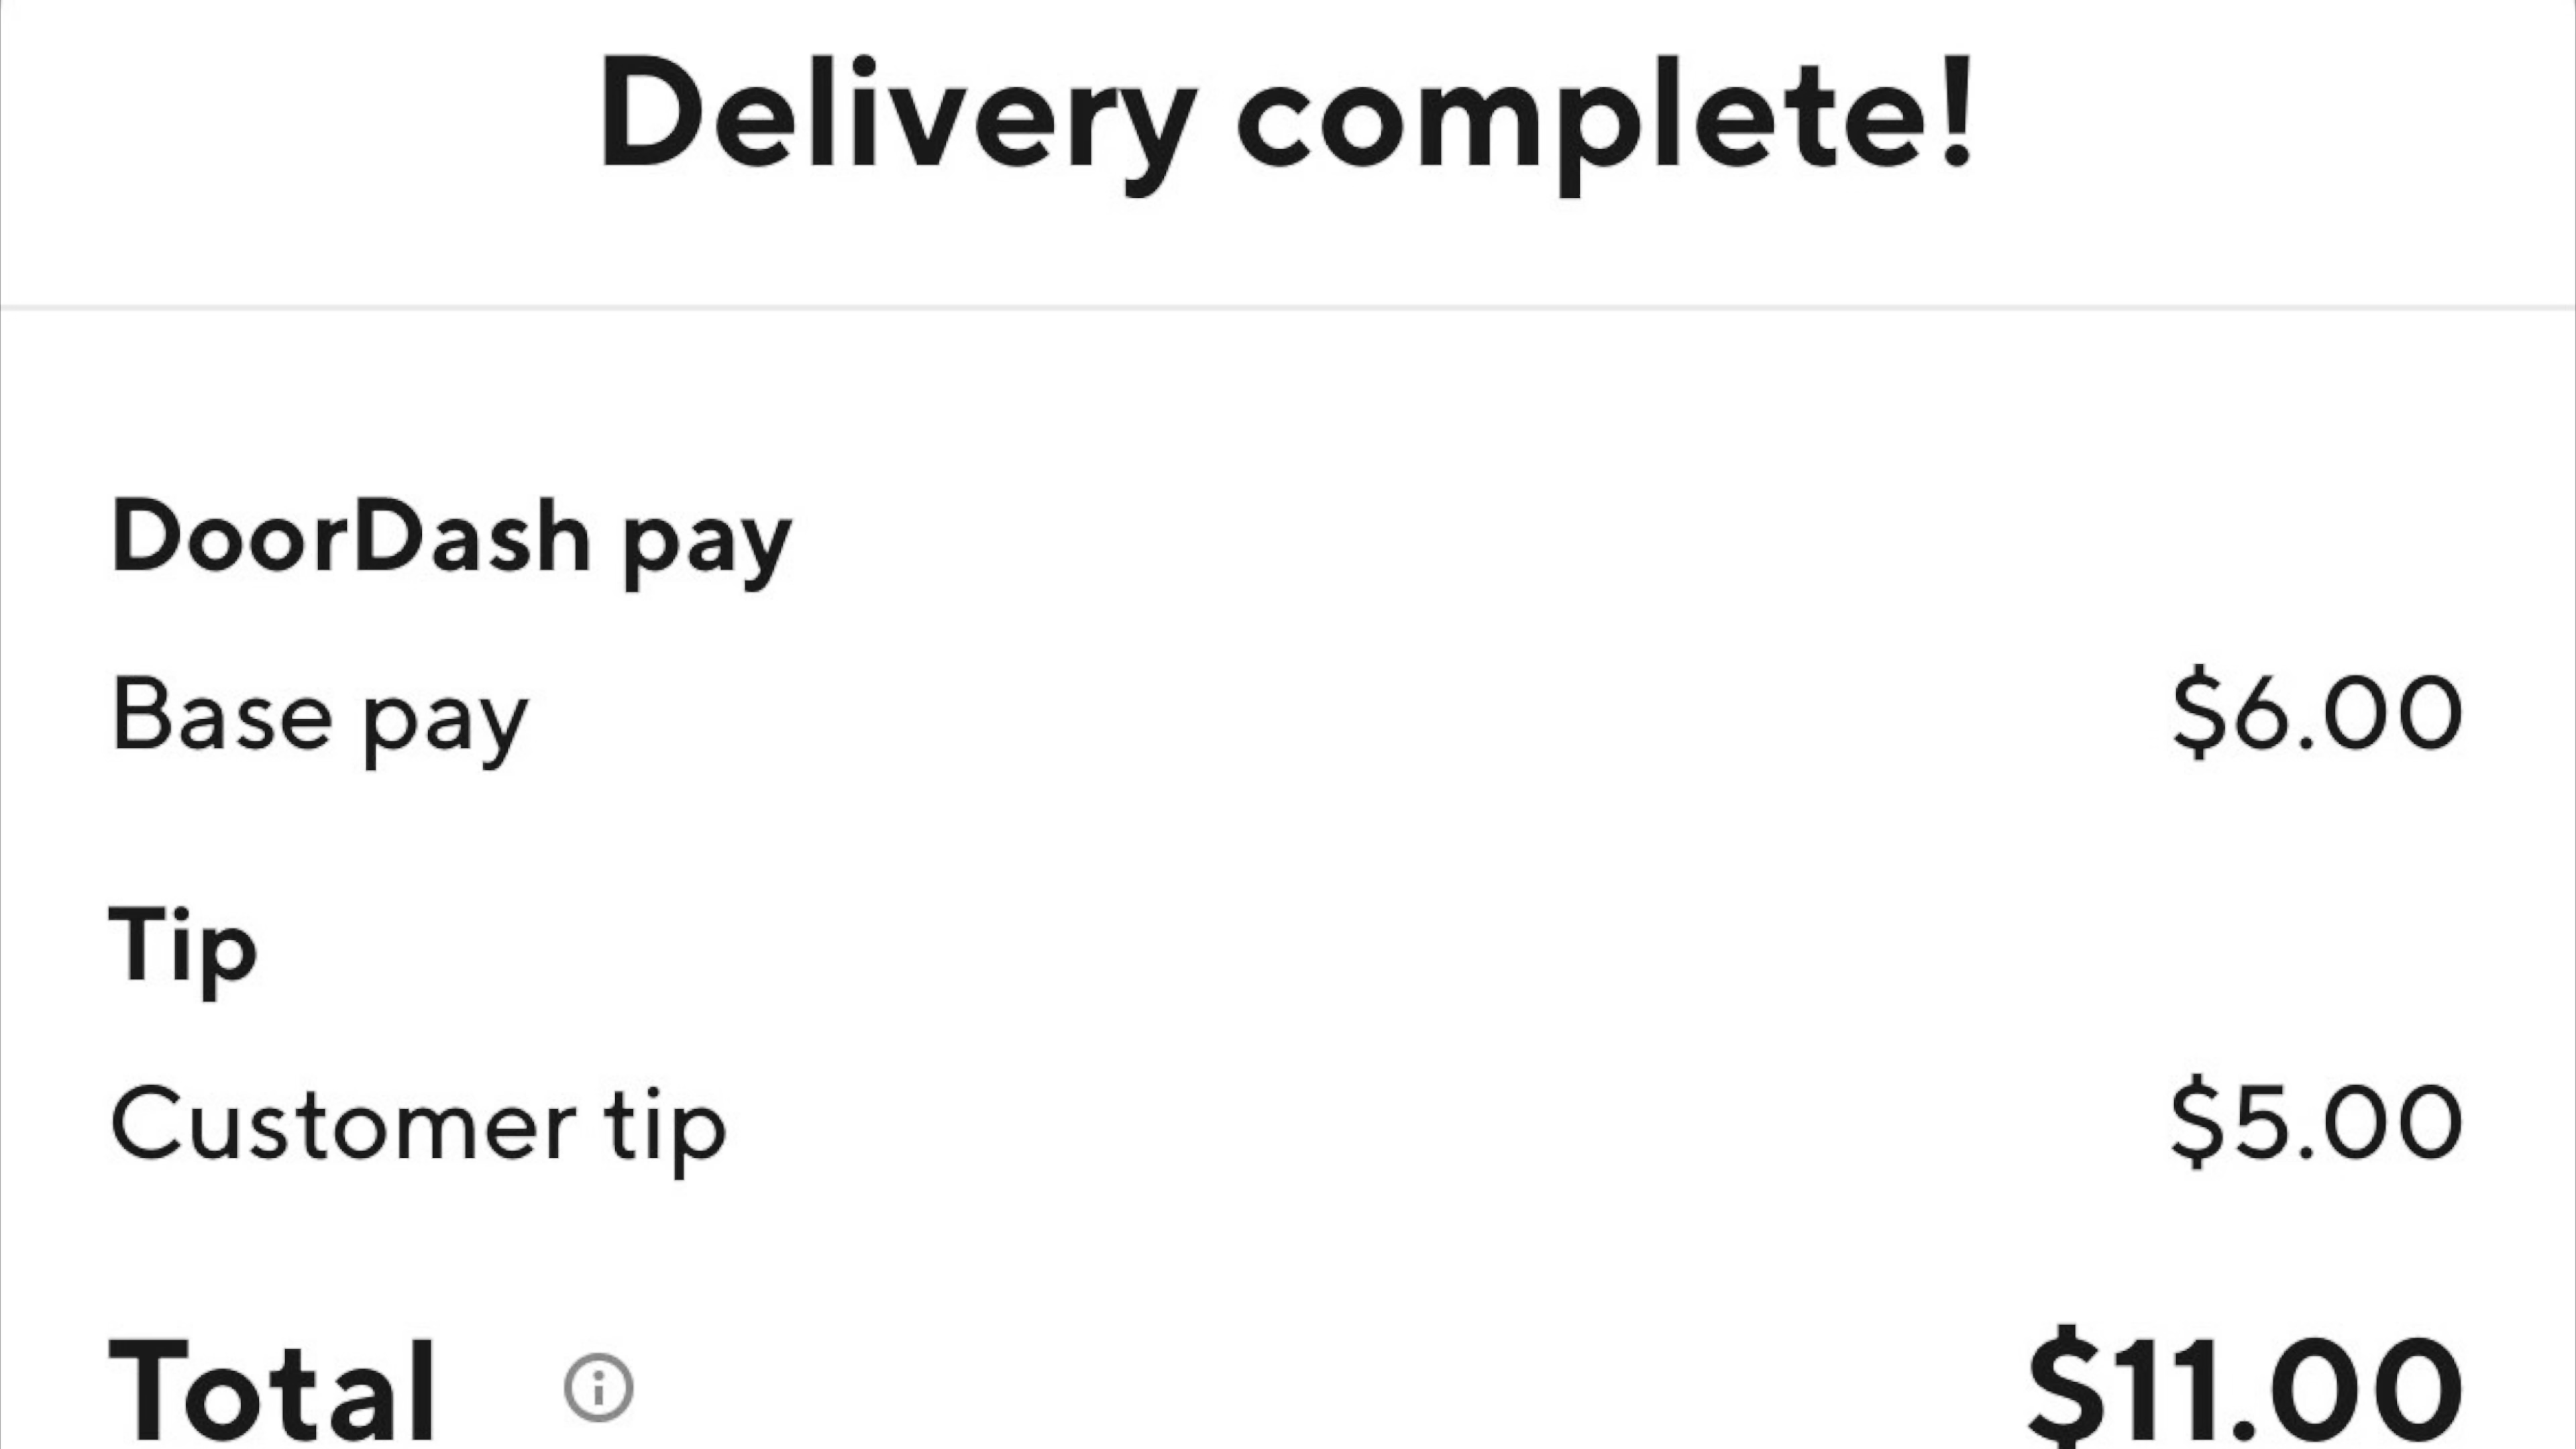 Delivery complete!
DoorDash pay
Base pay $6.00
Tip
Customer tip $5.00
Total $11.00